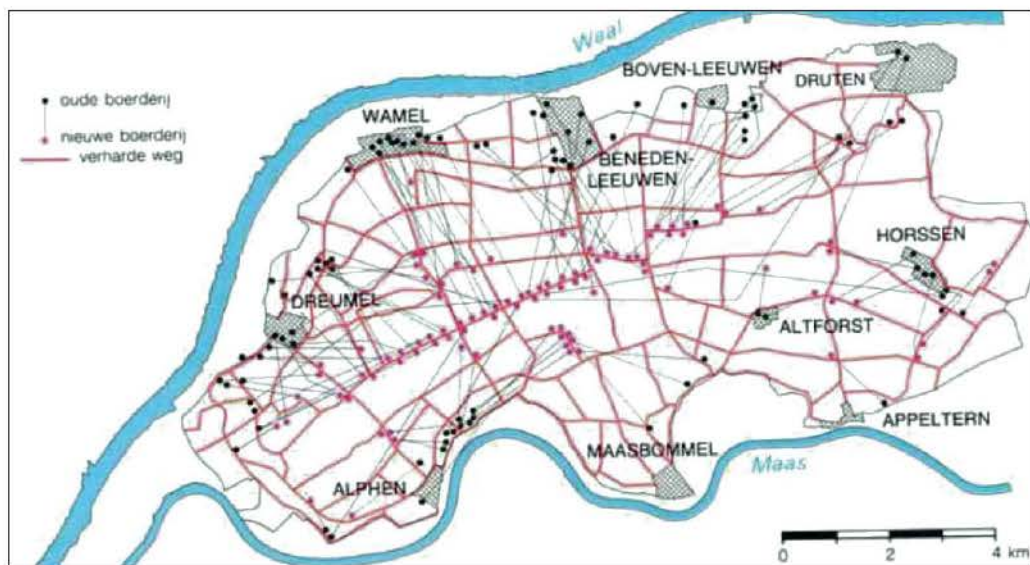 Waal
oude boerderij
nieuwe boerderij
verharde weg
WAMEL
BOVEN-LEEUWEN
DRUTEN
BENEDEN-
LEEUWEN
HORSSEN
DREUMEL
ALTFORST
APPELTERN
MAASBOMMEL
Maas
ALPHEN
0 2 4 km